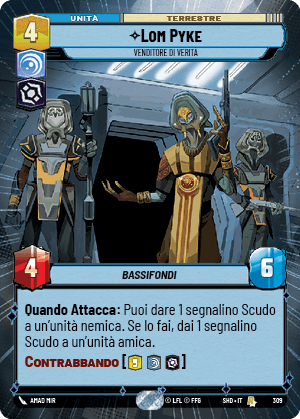 4
UNITÀ
TERRESTRE
✧LOM PYKE
VENDITORE DI VERITÀ
4
BASSIFONDI
6
Quando Attacca: Puoi dare 1 segnalino Scudo
a un'unità nemica. Se lo fai, dai 1 segnalino
Scudo a un'unità amica.
CONTRABBANDO [3]
AMAD MIR
© LFL © FFG
SHD • IT
309